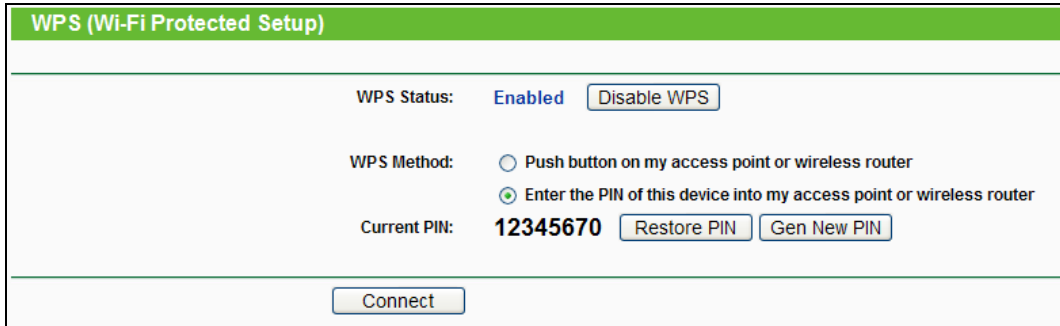 WPS (Wi-Fi Protected Setup)
WPS Status: Enabled Disable WPS
WPS Method: Push button on my access point or wireless router
Enter the PIN of this device into my access point or wireless router
Current PIN: 12345670 Restore PIN Gen New PIN
Connect